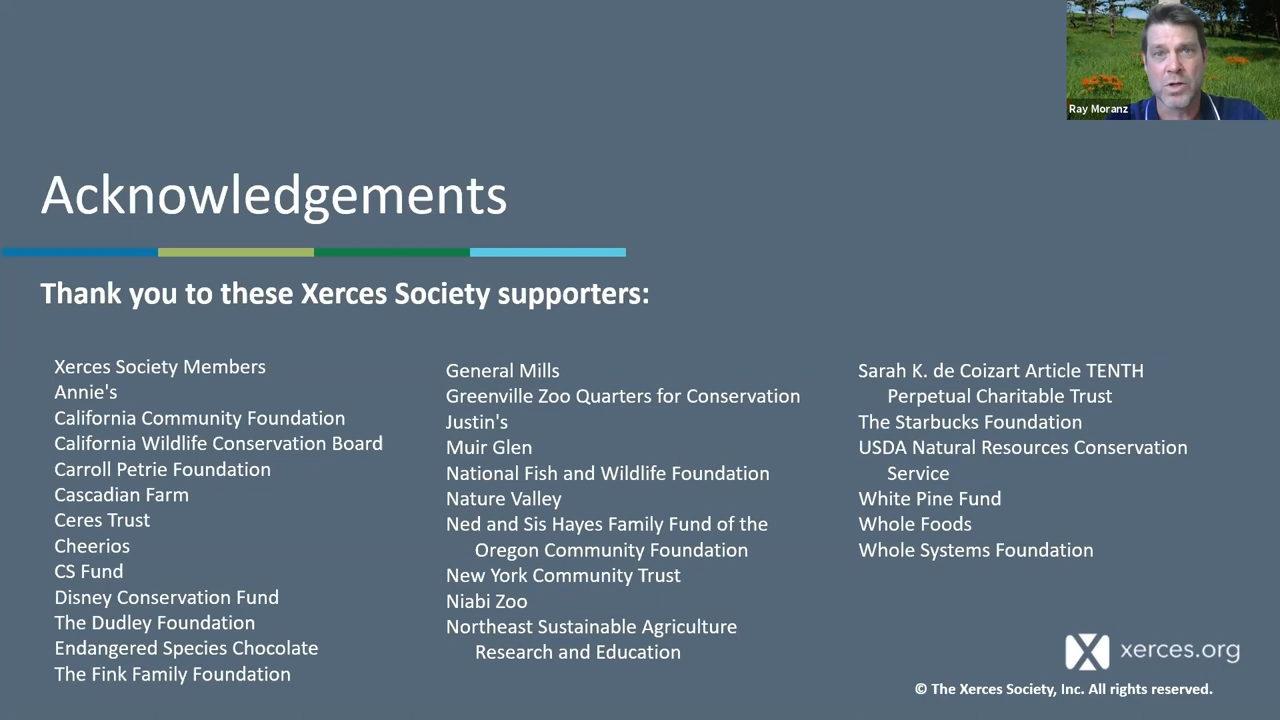 Ray Moranz
Acknowledgements
Thank you to these Xerces Society supporters:
Xerces Society Members
Annie's
California Community Foundation
California Wildlife Conservation Board
Carroll Petrie Foundation
Cascadian Farm
Ceres Trust
Cheerios
CS Fund
Disney Conservation Fund
The Dudley Foundation
Endangered Species Chocolate
The Fink Family Foundation
General Mills
Greenville Zoo Quarters for Conservation
Justin's
Muir Glen
National Fish and Wildlife Foundation
Nature Valley
Ned and Sis Hayes Family Fund of the
Oregon Community Foundation
New York Community Trust
Niabi Zoo
Northeast Sustainable Agriculture
Research and Education
Sarah K. de Coizart Article TENTH
Perpetual Charitable Trust
The Starbucks Foundation
USDA Natural Resources Conservation
Service
White Pine Fund
Whole Foods
Whole Systems Foundation
xerces.org
© The Xerces Society, Inc. All rights reserved.